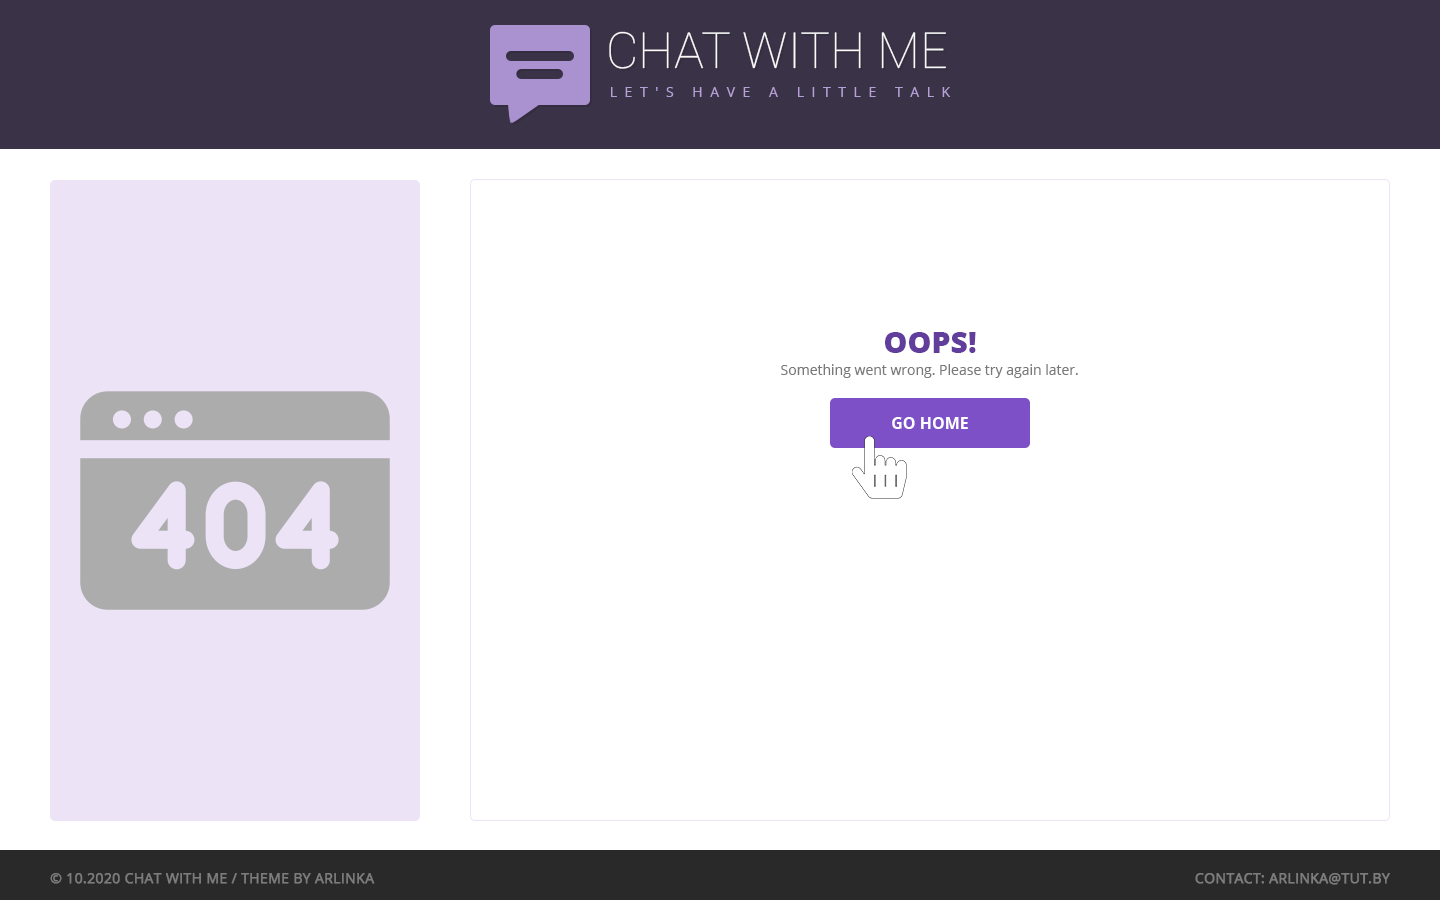 CHAT WITH ME
LET'S HAVE A LITTLE TALK
404
OOPS!
Something went wrong. Please try again later.
GO HOME
© 10.2020 CHAT WITH ME / THEME BY ARLINKA
CONTACT: ARLINKA@TUT.BY